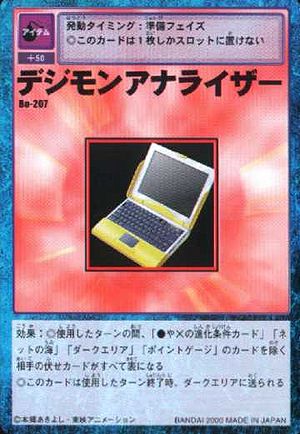 アイテム
+50
発動タイミング：準備フェイズ
◎このカードは１枚しかスロットに置けない
デジモンアナライザー
Bo-207
効果：◎使用したターンの間、「●や×の進化条件カード」「ネ
ットの海」「ダークエリア」「ポイントゲージ」のカードを除く
相手の伏せカードがすべて表になる
◎このカードは使用したターン終了時、ダークエリアに送られる
©本郷あきよし・東映アニメーション
BANDAI 2000 MADE IN JAPAN